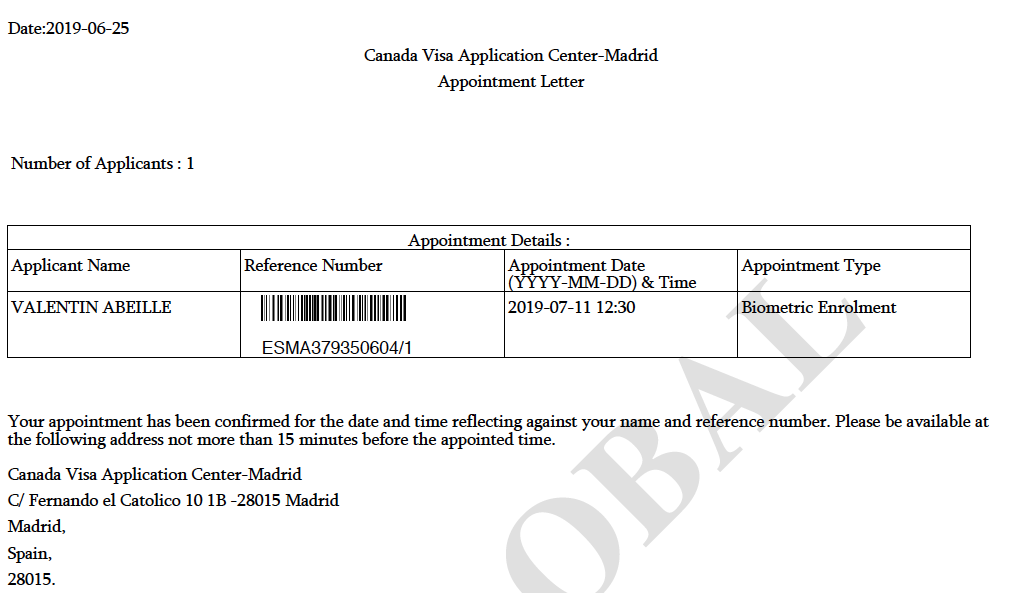 Date:2019-06-25
Canada Visa Application Center-Madrid
Appointment Letter
Number of Applicants : 1
Appointment Details :
Applicant Name
Reference Number
Appointment Date
(YYYY-MM-DD) & Time
Appointment Type
VALENTIN ABEILLE
ESMA379350604/1
2019-07-11 12:30
Biometric Enrolment
Your appointment has been confirmed for the date and time reflecting against your name and reference number. Please be available at
the following address not more than 15 minutes before the appointed time.
Canada Visa Application Center-Madrid
C/ Fernando el Catolico 10 1B -28015 Madrid
Madrid,
Spain,
28015.
OBAL